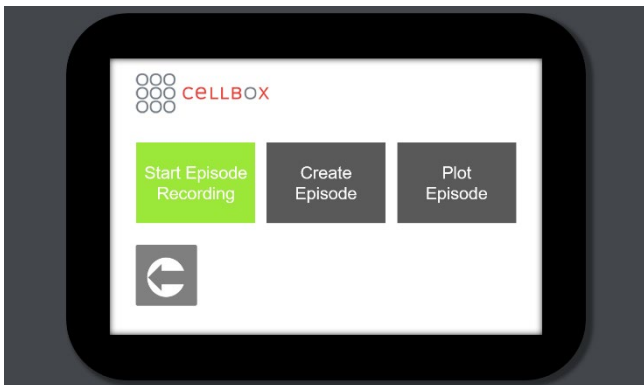 CELLBOX
Start Episode
Recording
Create
Episode
Plot
Episode